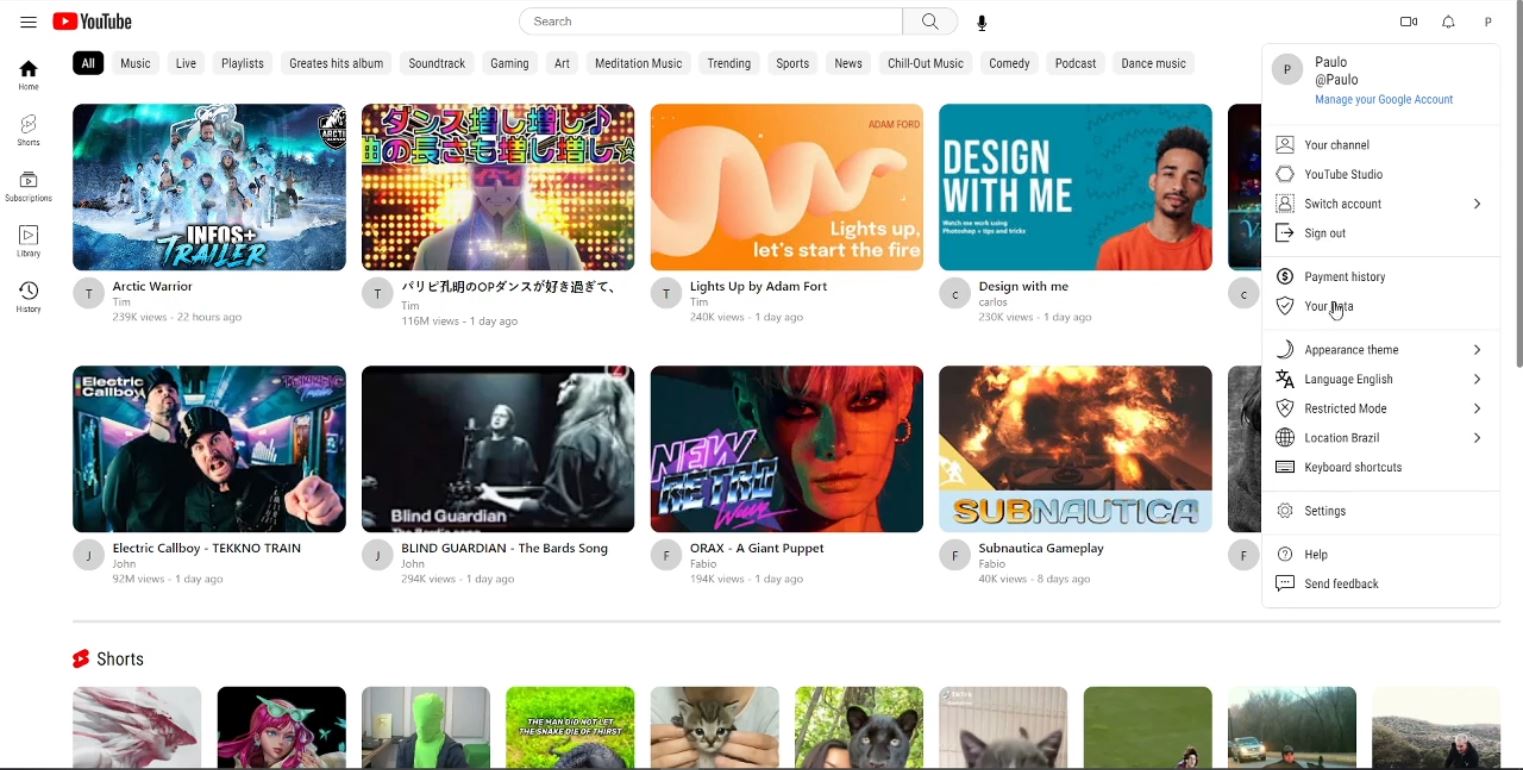 YouTube
Search
P
All
Music
Live
Playlists
Greates hits album
Soundtrack
Gaming
Art
Meditation Music
Trending
Sports
News
Chill-Out Music
Comedy
Podcast
Dance music
Home
Shorts
Subscriptions
Library
History
INFOS+
TRAILER
T
Arctic Warrior
Tim
239K views - 22 hours ago
ダンス増し増し♪
曲の長さも増し増し☆
T
パリピ孔明のOPダンスが好き過ぎて、
Tim
116M views - 1 day ago
ADAM FORD
Lights up,
let's start the fire
T
Lights Up by Adam Fort
Tim
240K views - 1 day ago
DESIGN
WITH ME
Watch me work using
Photoshop + tips and tricks
c
Design with me
carlos
230K views - 1 day ago
c
Electric
Callboy
J
Electric Callboy - TEKKNO TRAIN
John
92M views - 1 day ago
Blind Guardian
The Bards Song
J
BLIND GUARDIAN - The Bards Song
John
294K views - 1 day ago
NEW
RETRO
Wave
F
ORAX - A Giant Puppet
Fabio
194K views - 1 day ago
SUBNAUTICA
F
Subnautica Gameplay
Fabio
40K views - 8 days ago
F
P
Paulo
@Paulo
Manage your Google Account
Your channel
YouTube Studio
Switch account
Sign out
Payment history
Your Data
Appearance theme
Language English
Restricted Mode
Location Brazil
Keyboard shortcuts
Settings
Help
Send feedback
Shorts
THE MAN DID NOT LET
THE SNAKE DIE OF THIRST
TikTok